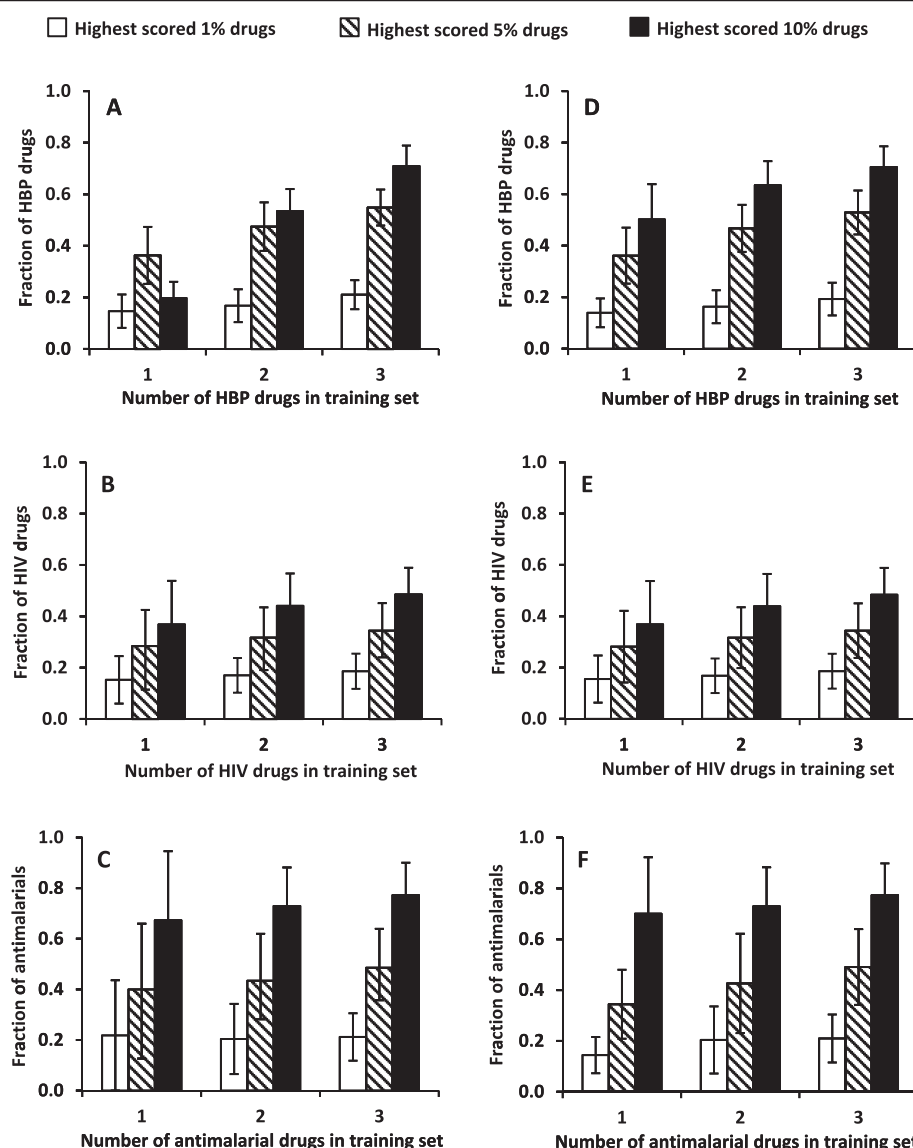 Highest scored 1% drugs Highest scored 5% drugs Highest scored 10% drugs
A
Fraction of HBP drugs
1.0
0.8
0.6
0.4
0.2
0.0
1 2 3
Number of HBP drugs in training set
D
Fraction of HBP drugs
1.0
0.8
0.6
0.4
0.2
0.0
1 2 3
Number of HBP drugs in training set
B
Fraction of HIV drugs
1.0
0.8
0.6
0.4
0.2
0.0
1 2 3
Number of HIV drugs in training set
E
Fraction of HIV drugs
1.0
0.8
0.6
0.4
0.2
0.0
1 2 3
Number of HIV drugs in training set
C
Fraction of antimalarials
1.0
0.8
0.6
0.4
0.2
0.0
1 2 3
Number of antimalarial drugs in training set
F
Fraction of antimalarials
1.0
0.8
0.6
0.4
0.2
0.0
1 2 3
Number of antimalarial drugs in training set